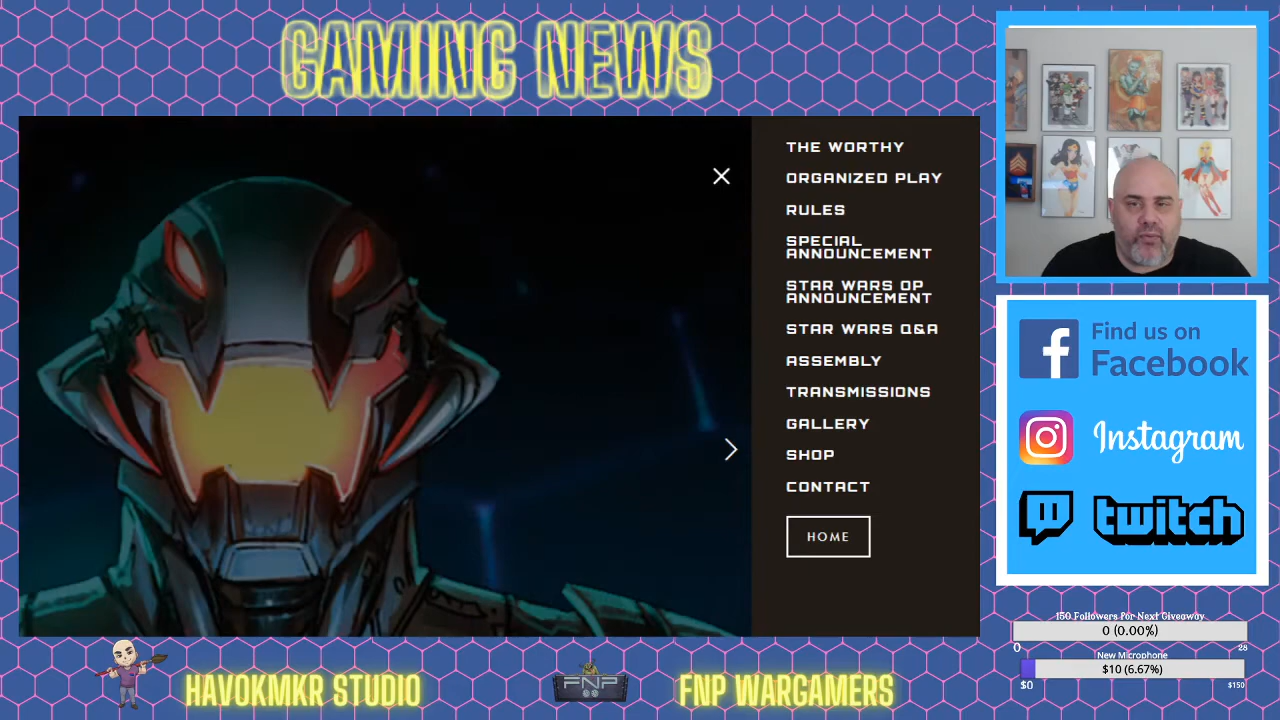 GAMING NEWS
THE WORTHY
ORGANIZED PLAY
RULES
SPECIAL
ANNOUNCEMENT
STAR WARS OP
ANNOUNCEMENT
STAR WARS Q&A
ASSEMBLY
TRANSMISSIONS
GALLERY
SHOP
CONTACT
HOME
Find us on
Facebook
Instagram
twitch
150 Followers For Next Giveaway
0 (0.00%)
0
28
New Microphone
$10 (6.67%)
$0
$150
HAVOKMKR STUDIO
FNP
FNP WARGAMERS